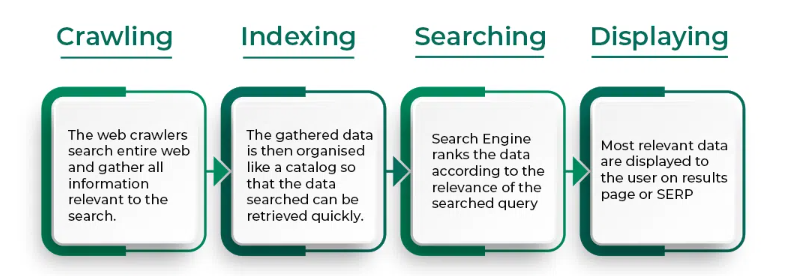 Crawling
Indexing
Searching
Displaying
The web crawlers
search entire web
and gather all
information
relevant to the
search.
The gathered data
is then organised
like a catalog so
that the data
searched can be
retrieved quickly.
Search Engine
ranks the data
according to the
relevance of the
searched query
Most relevant data
are displayed to
the user on results
page or SERP